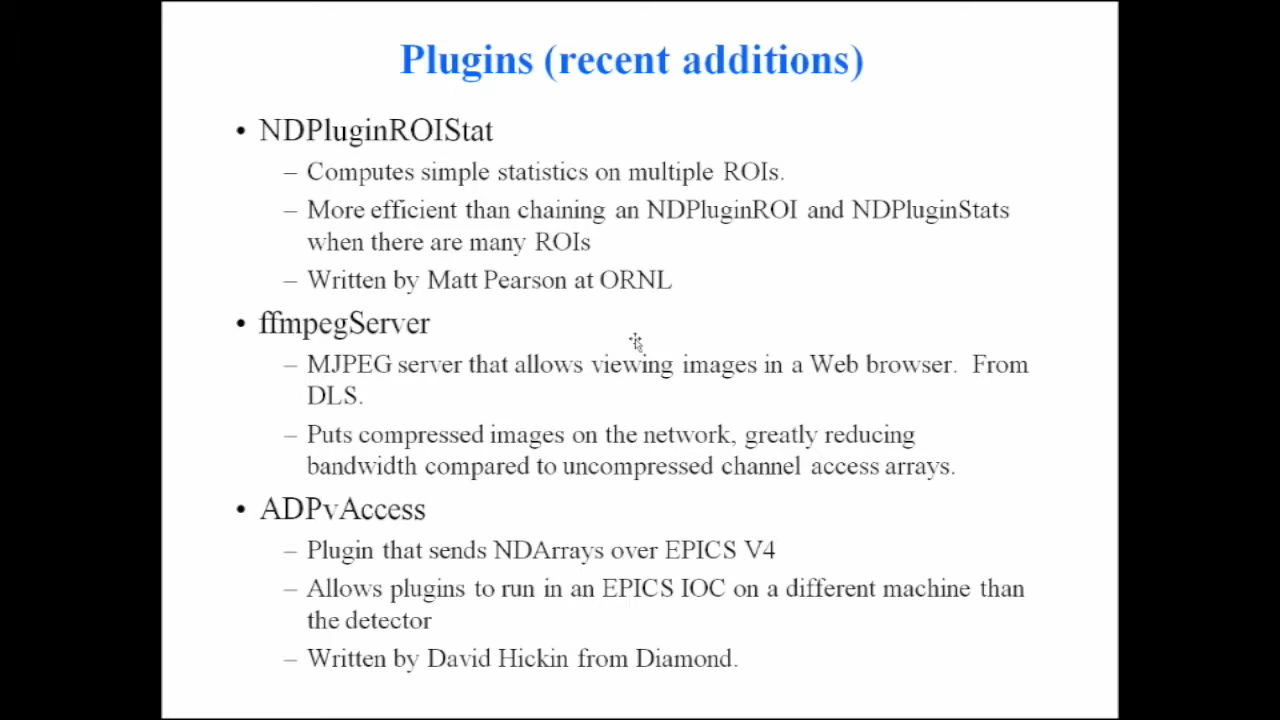 Plugins (recent additions)
• NDPluginROIStat
– Computes simple statistics on multiple ROIs.
– More efficient than chaining an NDPluginROI and NDPluginStats
when there are many ROIs
– Written by Matt Pearson at ORNL
• ffmpegServer
– MJPEG server that allows viewing images in a Web browser.  From
DLS.
– Puts compressed images on the network, greatly reducing
bandwidth compared to uncompressed channel access arrays.
• ADPvAccess
– Plugin that sends NDArrays over EPICS V4
– Allows plugins to run in an EPICS IOC on a different machine than
the detector
– Written by David Hickin from Diamond.